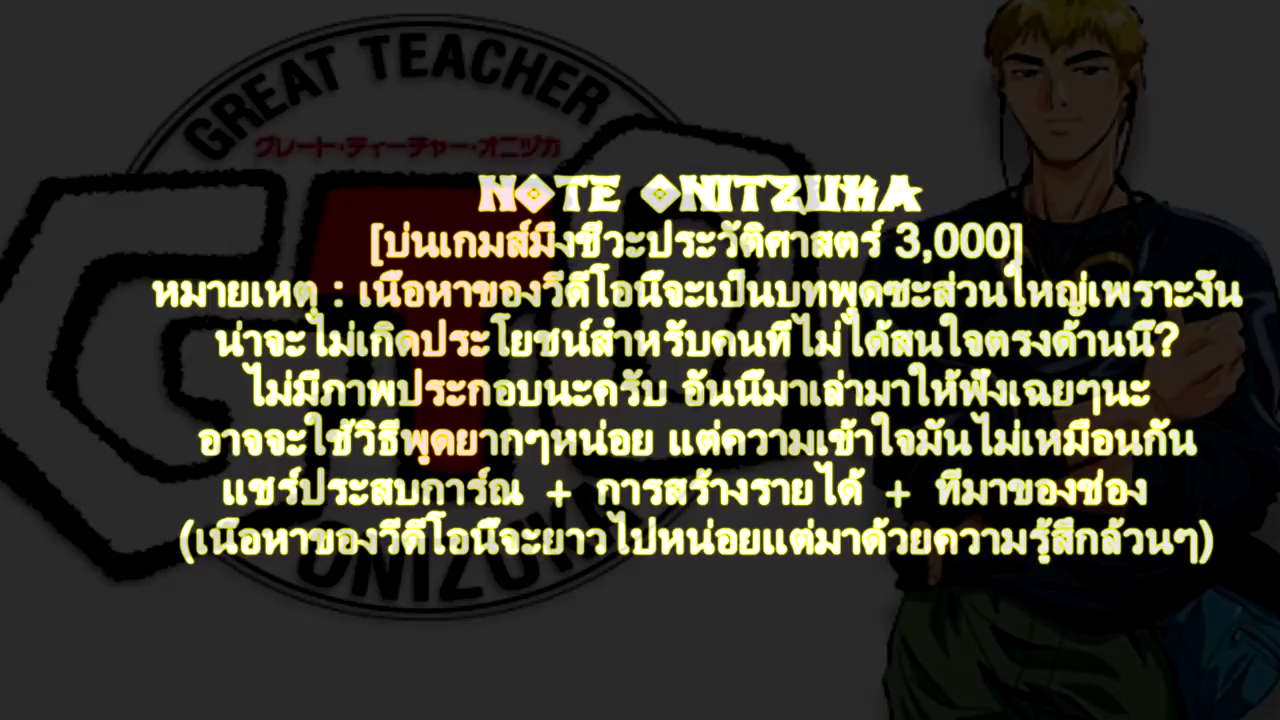 GREAT TEACHER
グレート・ティーチャー・オニヅカ
NOTE ONITZUKA
[บ่นเกมส์มึงชีวะประวัติศาสตร์ 3,000]
หมายเหตุ : เนื้อหาของวีดีโอนี้จะเป็นบทพูดซะส่วนใหญ่เพราะงั้น
น่าจะไม่เกิดประโยชน์สำหรับคนที่ไม่ได้สนใจตรงด้านนี้?
ไม่มีภาพประกอบนะครับ อันนี้มาเล่ามาให้ฟังเฉยๆนะ
อาจจะใช้วิธีพูดยากๆหน่อย แต่ความเข้าใจมันไม่เหมือนกัน
แชร์ประสบการ์ณ + การสร้างรายได้ + ที่มาของช่อง
(เนื้อหาของวีดีโอนี้จะยาวไปหน่อยแต่มาด้วยความรู้สึกล้วนๆ)
ONIZUKA